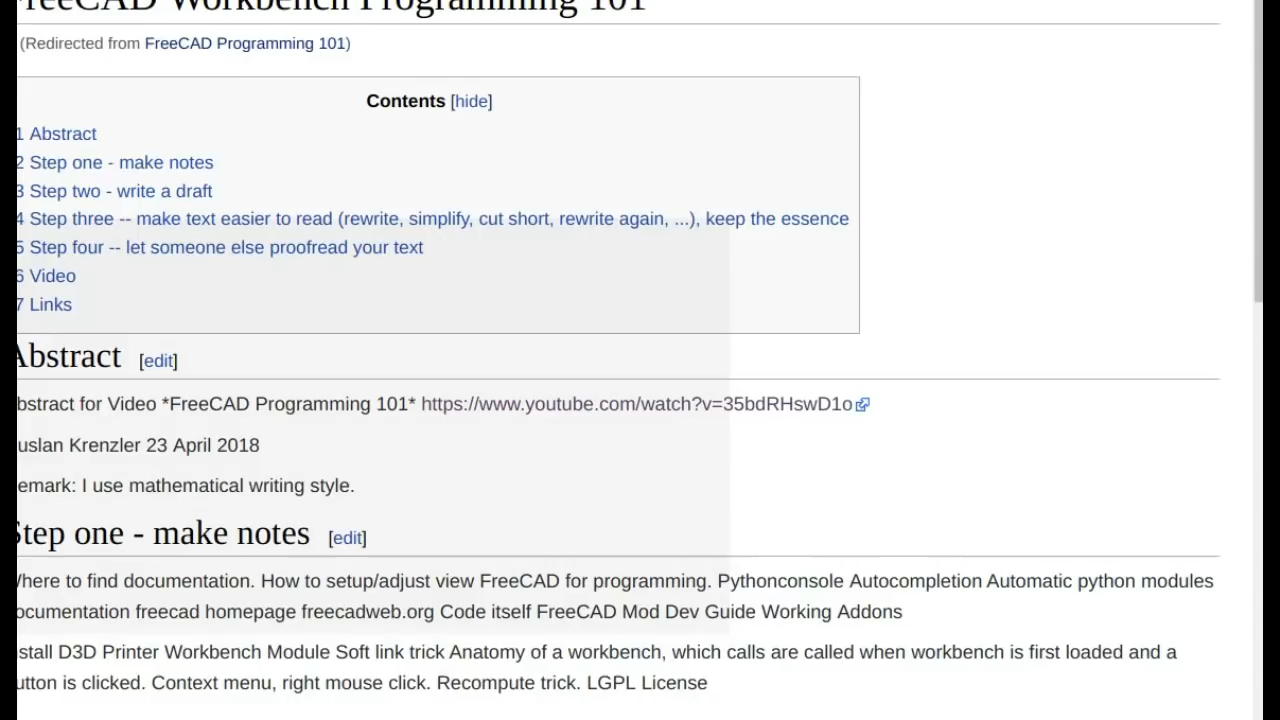 FreeCAD Workbench Programming 101
(Redirected from FreeCAD Programming 101)
Contents [hide]
1 Abstract
2 Step one - make notes
3 Step two - write a draft
4 Step three -- make text easier to read (rewrite, simplify, cut short, rewrite again, ...), keep the essence
5 Step four -- let someone else proofread your text
6 Video
7 Links
Abstract [edit]
bstract for Video *FreeCAD Programming 101* https://www.youtube.com/watch?v=35bdRHswD1o
uslan Krenzler 23 April 2018
emark: I use mathematical writing style.
Step one - make notes [edit]
Where to find documentation. How to setup/adjust view FreeCAD for programming. Pythonconsole Autocompletion Automatic python modules
ocumentation freecad homepage freecadweb.org Code itself FreeCAD Mod Dev Guide Working Addons
stall D3D Printer Workbench Module Soft link trick Anatomy of a workbench, which calls are called when workbench is first loaded and a
utton is clicked. Context menu, right mouse click. Recompute trick. LGPL License